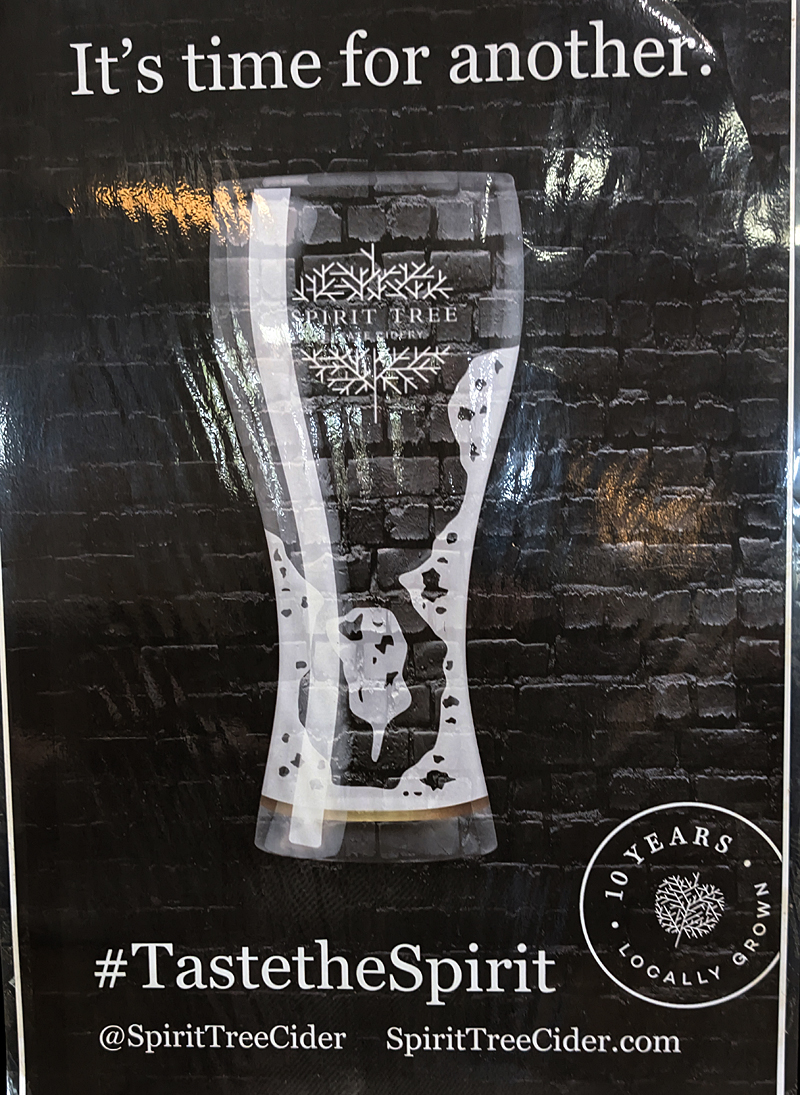 It's time for another.
SPIRIT TREE
#TastetheSpirit
@SpiritTreeCider SpiritTreeCider.com
• 10 YEARS •
LOCALLY GROWN